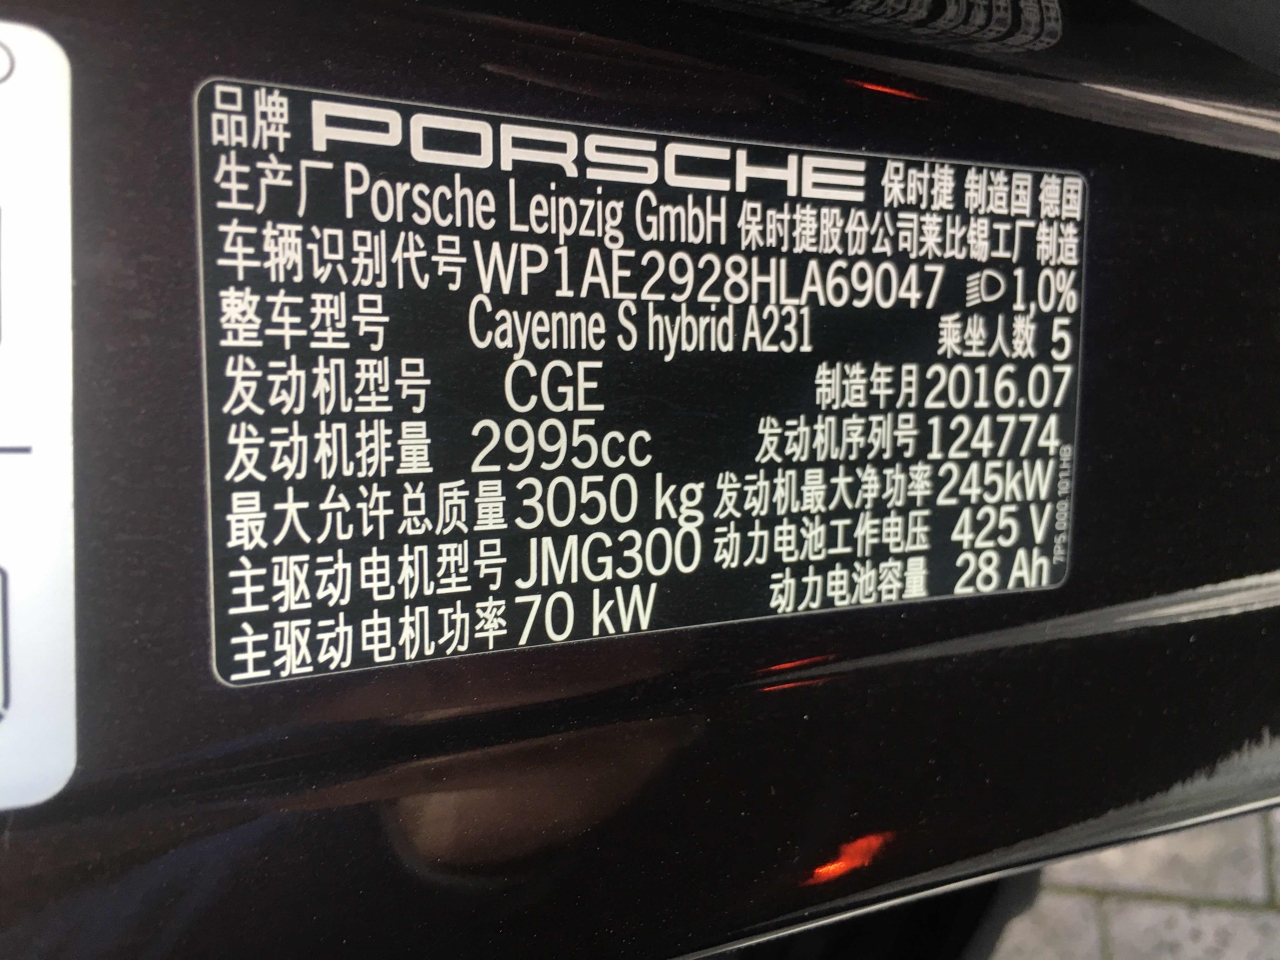 品牌 PORSCHE 保时捷 制造国 德国
生产厂 Porsche Leipzig GmbH 保时捷股份公司莱比锡工厂制造
车辆识别代号 WP1AE2928HLA69047 1,0%
整车型号 Cayenne S hybrid A231 乘坐人数 5
发动机型号 CGE 制造年月 2016.07
发动机排量 2995cc 发动机序列号 124774
最大允许总质量 3050 kg 发动机最大净功率 245kW
主驱动电机型号 JMG300 动力电池工作电压 425 V
主驱动电机功率 70 kW 动力电池容量 28 Ah
7P5.000.101.HB